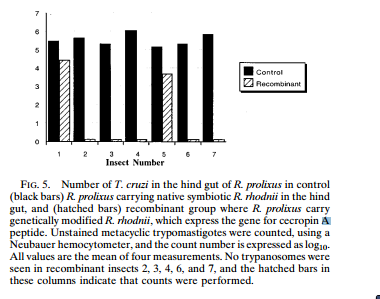 7
6
5
4
3
2
1
0
1 2 3 4 5 6 7
Insect Number
Control
Recombinant
FIG. 5. Number of T. cruzi in the hind gut of R. prolixus in control
(black bars) R. prolixus carrying native symbiotic R. rhodnii in the hind
gut, and (hatched bars) recombinant group where R. prolixus carry
genetically modified R. rhodnii, which express the gene for cecropin A
peptide. Unstained metacyclic trypomastigotes were counted, using a
Neubauer hemocytometer, and the count number is expressed as log10.
All values are the mean of four measurements. No trypanosomes were
seen in recombinant insects 2, 3, 4, 6, and 7, and the hatched bars in
these columns indicate that counts were performed.